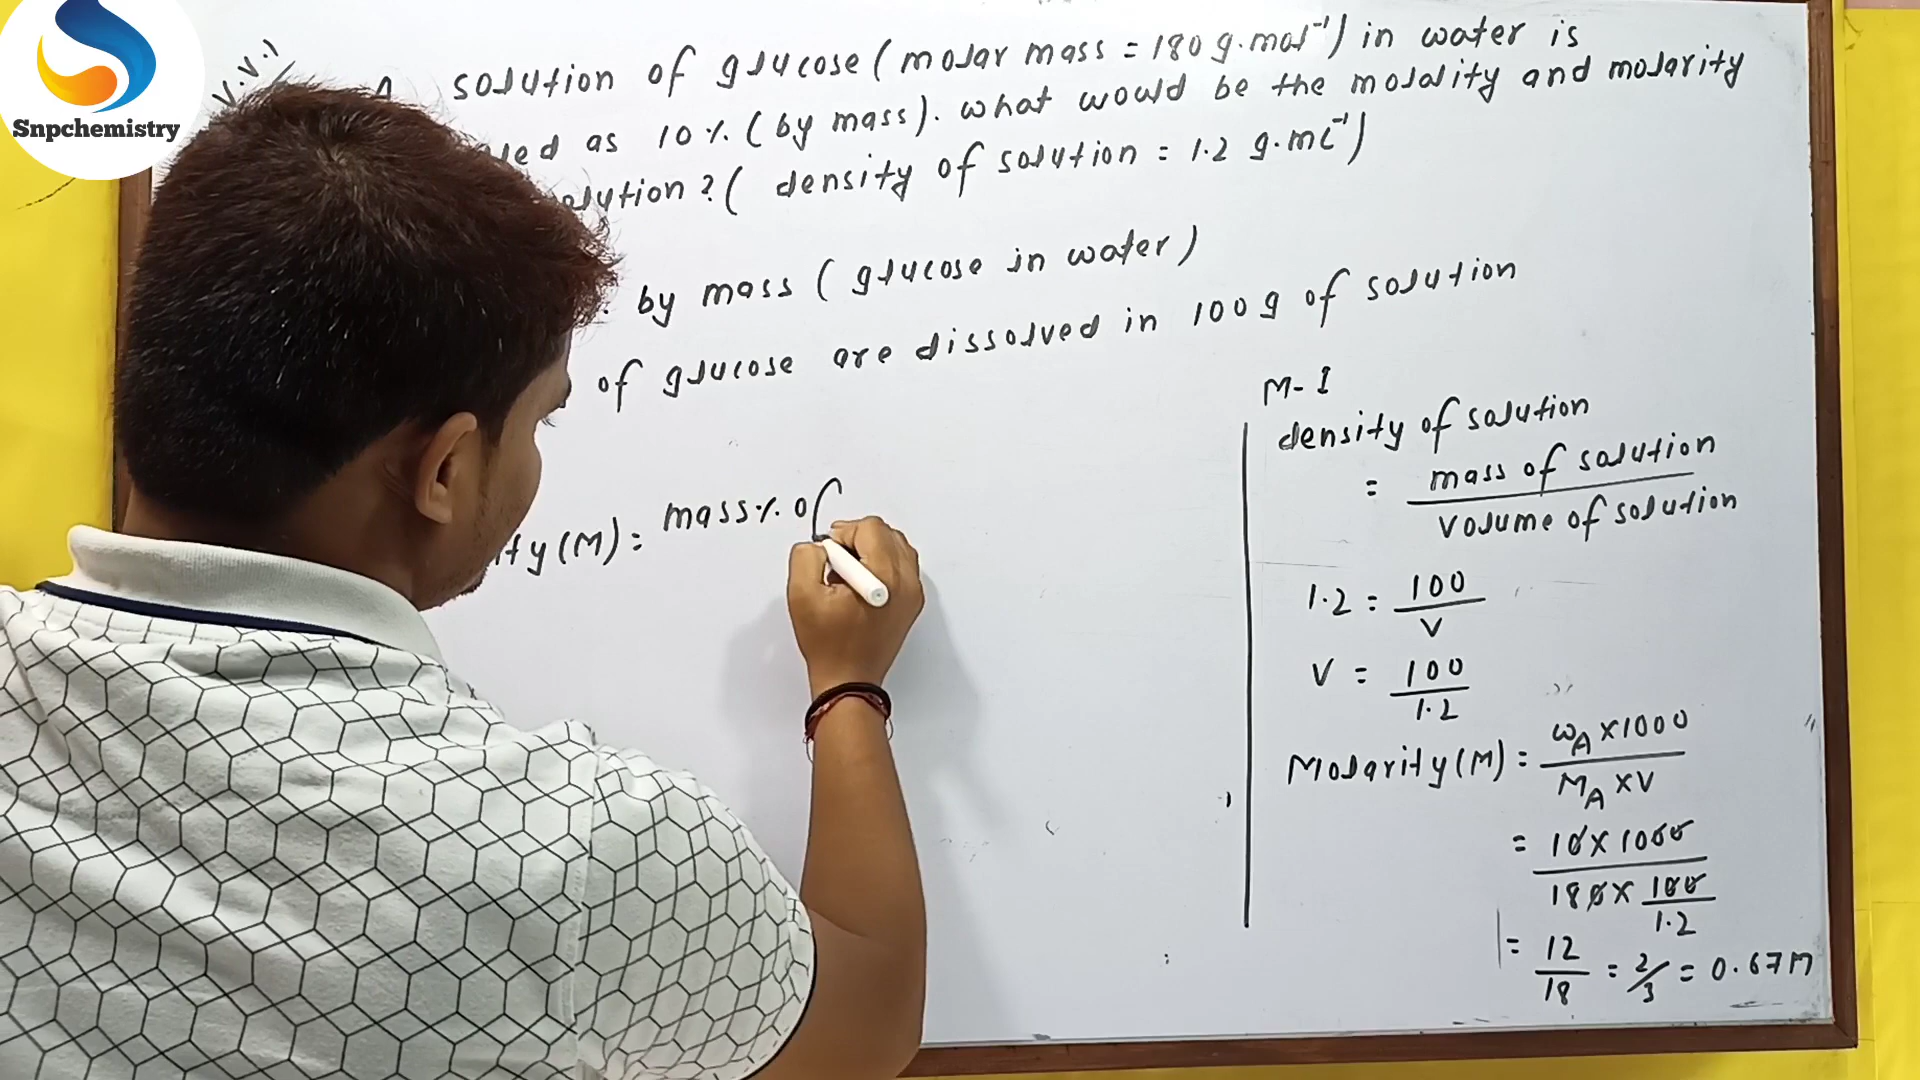 Snpchemistry
V.V.I
solution of glucose (molar mass = 180 g.mol⁻¹) in water is
led as 10 % (by mass). what would be the molality and molarity
olution? ( density of solution = 1.2 g.mL⁻¹)
by mass ( glucose in water )
of glucose are dissolved in 100 g of solution
ity (M) = mass % of
M - I
density of solution
= mass of solution
volume of solution
1.2 = 100
V
V = 100
1.2
Molarity (M) = wA × 1000
MA × V
= 10 × 1000
180 × 100
1.2
= 12
18
= 2/3 = 0.67 M